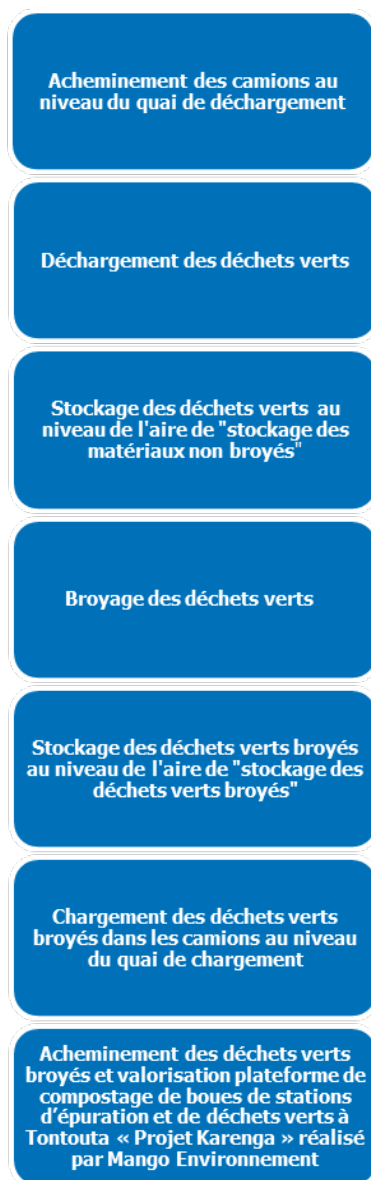 Acheminement des camions au
niveau du quai de déchargement
Déchargement des déchets verts
Stockage des déchets verts au
niveau de l'aire de "stockage des
matériaux non broyés"
Broyage des déchets verts
Stockage des déchets verts broyés
au niveau de l'aire de "stockage des
déchets verts broyés"
Chargement des déchets verts
broyés dans les camions au niveau
du quai de chargement
Acheminement des déchets verts
broyés et valorisation plateforme de
compostage de boues de stations
d’épuration et de déchets verts à
Tontouta « Projet Karenga » réalisé
par Mango Environnement